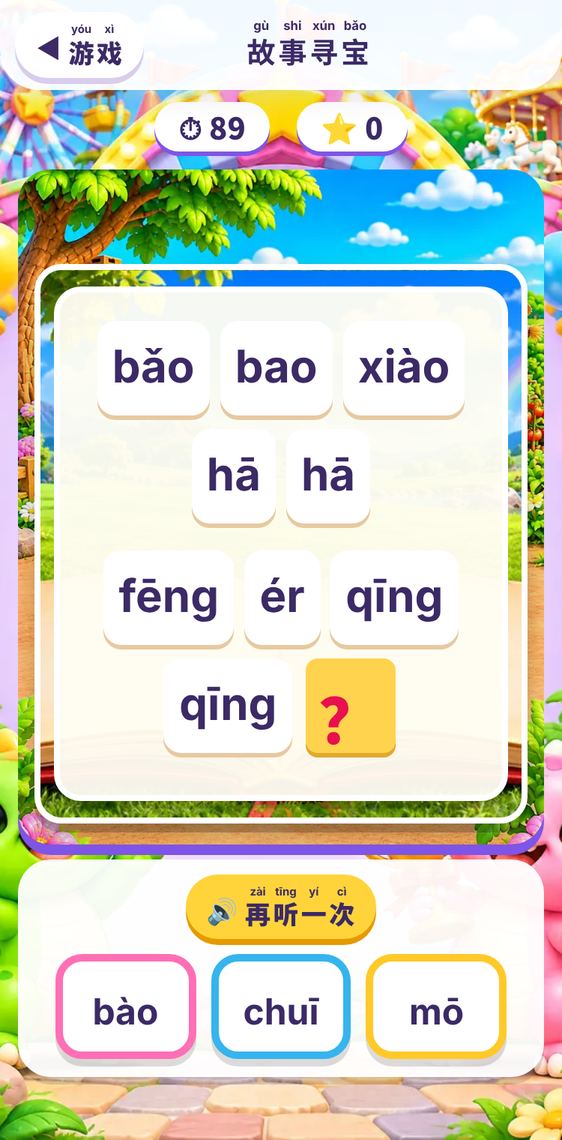 yóu xì
游戏
gù shi xún bǎo
故事寻宝
89
0
bǎo bao xiào
hā hā
fēng ér qīng
qīng ?
zài tīng yí cì
再听一次
bào chuī mō